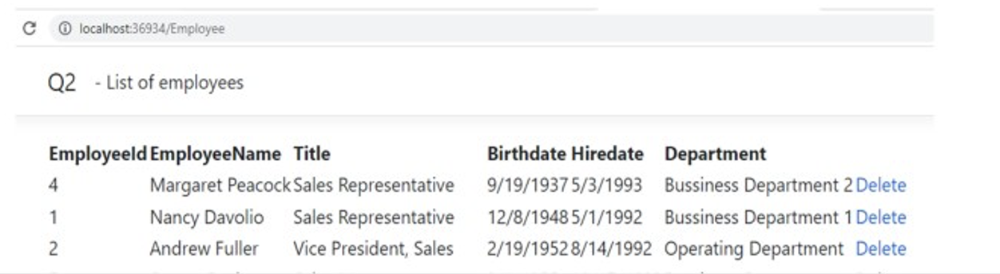 localhost:36934/Employee
Q2 - List of employees
EmployeeId EmployeeName Title Birthdate Hiredate Department
4 Margaret Peacock Sales Representative 9/19/1937 5/3/1993 Bussiness Department 2 Delete
1 Nancy Davolio Sales Representative 12/8/1948 5/1/1992 Bussiness Department 1 Delete
2 Andrew Fuller Vice President, Sales 2/19/1952 8/14/1992 Operating Department Delete